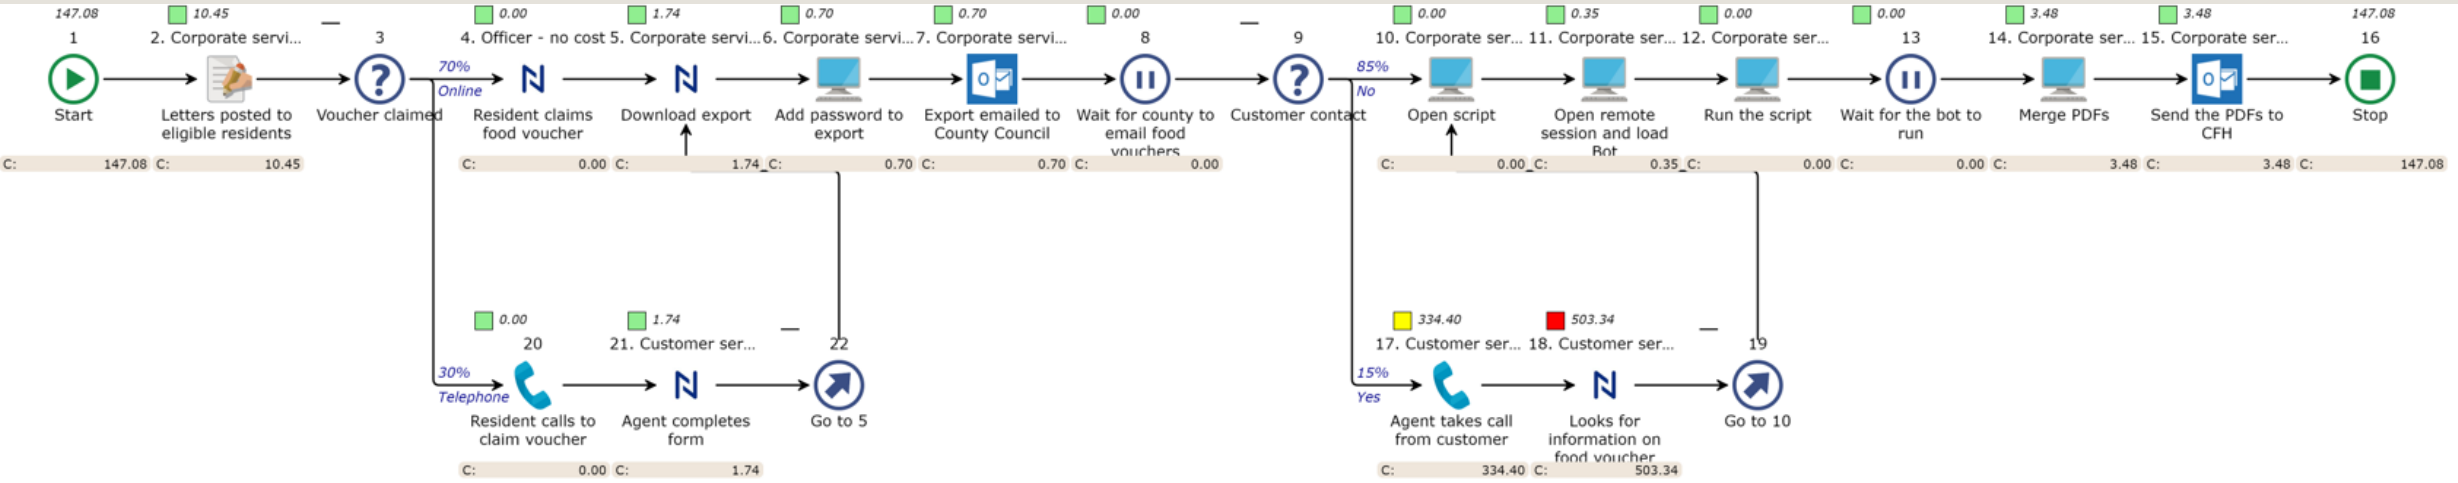 147.08 10.45 0.00 1.74 0.70 0.70 0.00 0.00 0.35 0.00 0.00 3.48 3.48 147.08
1 2. Corporate servi... 3 4. Officer - no cost 5. Corporate servi... 6. Corporate servi... 7. Corporate servi... 8 9 10. Corporate ser... 11. Corporate ser... 12. Corporate ser... 13 14. Corporate ser... 15. Corporate ser... 16
70%
Online
85%
No
Start
Letters posted to
eligible residents
Voucher claimed
Resident claims
food voucher
Download export
Add password to
export
Export emailed to
County Council
Wait for county to
email food
vouchers
Customer contact
Open script
Open remote
session and load
Bot
Run the script
Wait for the bot to
run
Merge PDFs
Send the PDFs to
CFH
Stop
C: 147.08 C: 10.45 C: 0.00 C: 1.74 C: 0.70 C: 0.70 C: 0.00 C: 0.00 C: 0.35 C: 0.00 C: 0.00 C: 3.48 C: 3.48 C: 147.08
0.00 1.74 334.40 503.34
20 21. Customer ser... 22 17. Customer ser... 18. Customer ser... 19
30%
Telephone
15%
Yes
Resident calls to
claim voucher
Agent completes
form
Go to 5
Agent takes call
from customer
Looks for
information on
food voucher
Go to 10
C: 0.00 C: 1.74 C: 334.40 C: 503.34